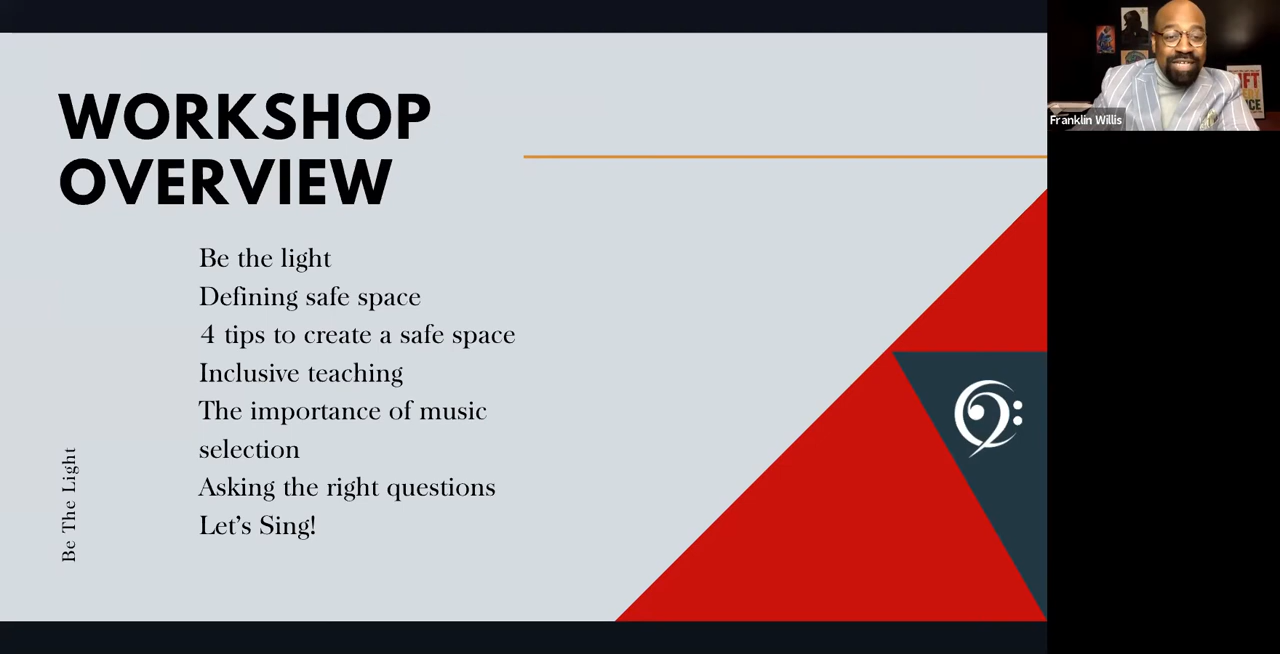 WORKSHOP
OVERVIEW
Be the light
Defining safe space
4 tips to create a safe space
Inclusive teaching
The importance of music
selection
Asking the right questions
Let's Sing!
Be The Light
Franklin Willis